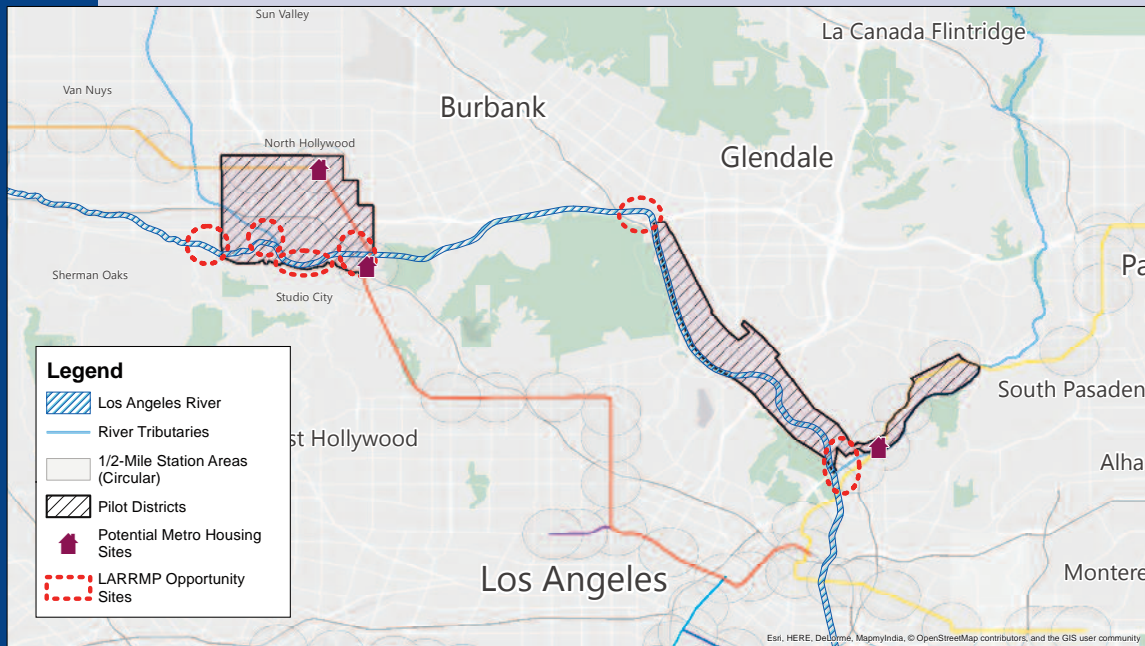 Sun Valley
La Canada Flintridge
Van Nuys
Burbank
North Hollywood
Glendale
Pa
Sherman Oaks
Studio City
South Pasaden
st Hollywood
Alha
Los Angeles
Montere
Legend
Los Angeles River
River Tributaries
1/2-Mile Station Areas
(Circular)
Pilot Districts
Potential Metro Housing
Sites
LARRMP Opportunity
Sites
Esri, HERE, DeLorme, MapmyIndia, © OpenStreetMap contributors, and the GIS user community